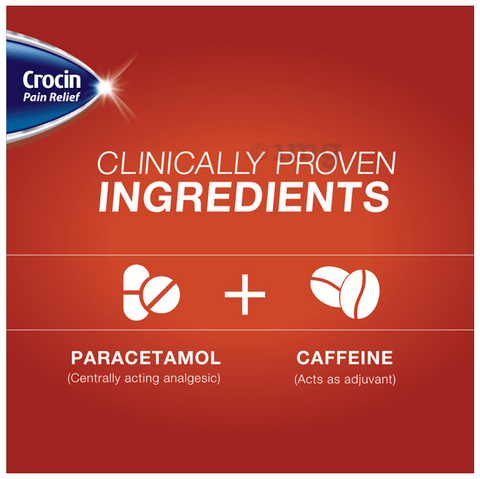 Crocin
Pain Relief
CLINICALLY PROVEN
INGREDIENTS
PARACETAMOL
(Centrally acting analgesic)
CAFFEINE
(Acts as adjuvant)